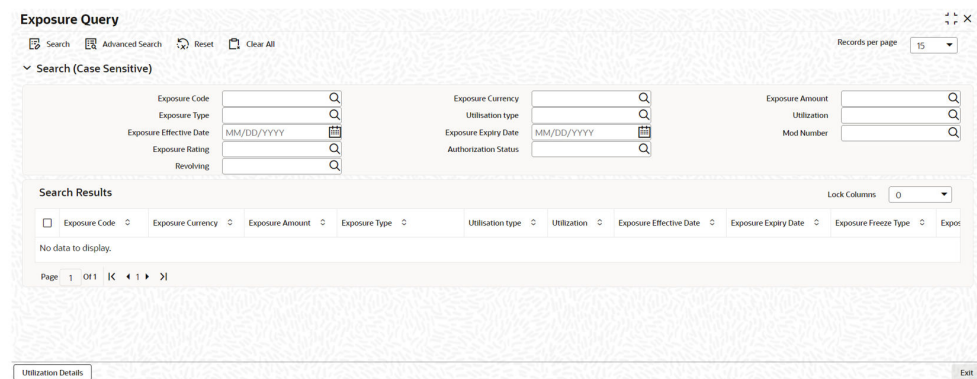 Exposure Query
Search Advanced Search Reset Clear All Records per page 15
Search (Case Sensitive)
Exposure Code Exposure Currency Exposure Amount
Exposure Type Utilisation type Utilization
Exposure Effective Date MM/DD/YYYY Exposure Expiry Date MM/DD/YYYY Mod Number
Exposure Rating Authorization Status
Revolving
Search Results Lock Columns 0
Exposure Code Exposure Currency Exposure Amount Exposure Type Utilisation type Utilization Exposure Effective Date Exposure Expiry Date Exposure Freeze Type Expos
No data to display.
Page 1 Of 1 1
Utilization Details Exit